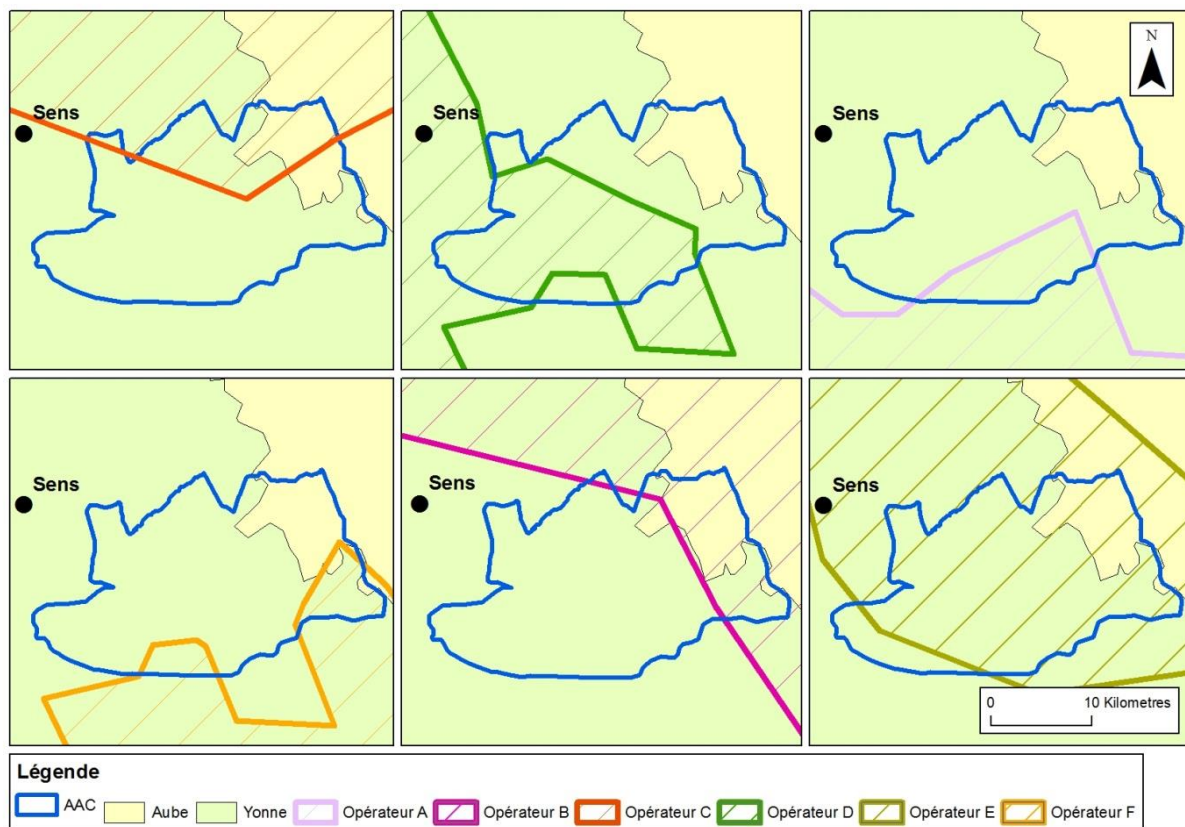 Sens
Sens
N
Sens
Sens
Sens
Sens
0 10 Kilometres
Légende
AAC Aube Yonne Opérateur A Opérateur B Opérateur C Opérateur D Opérateur E Opérateur F